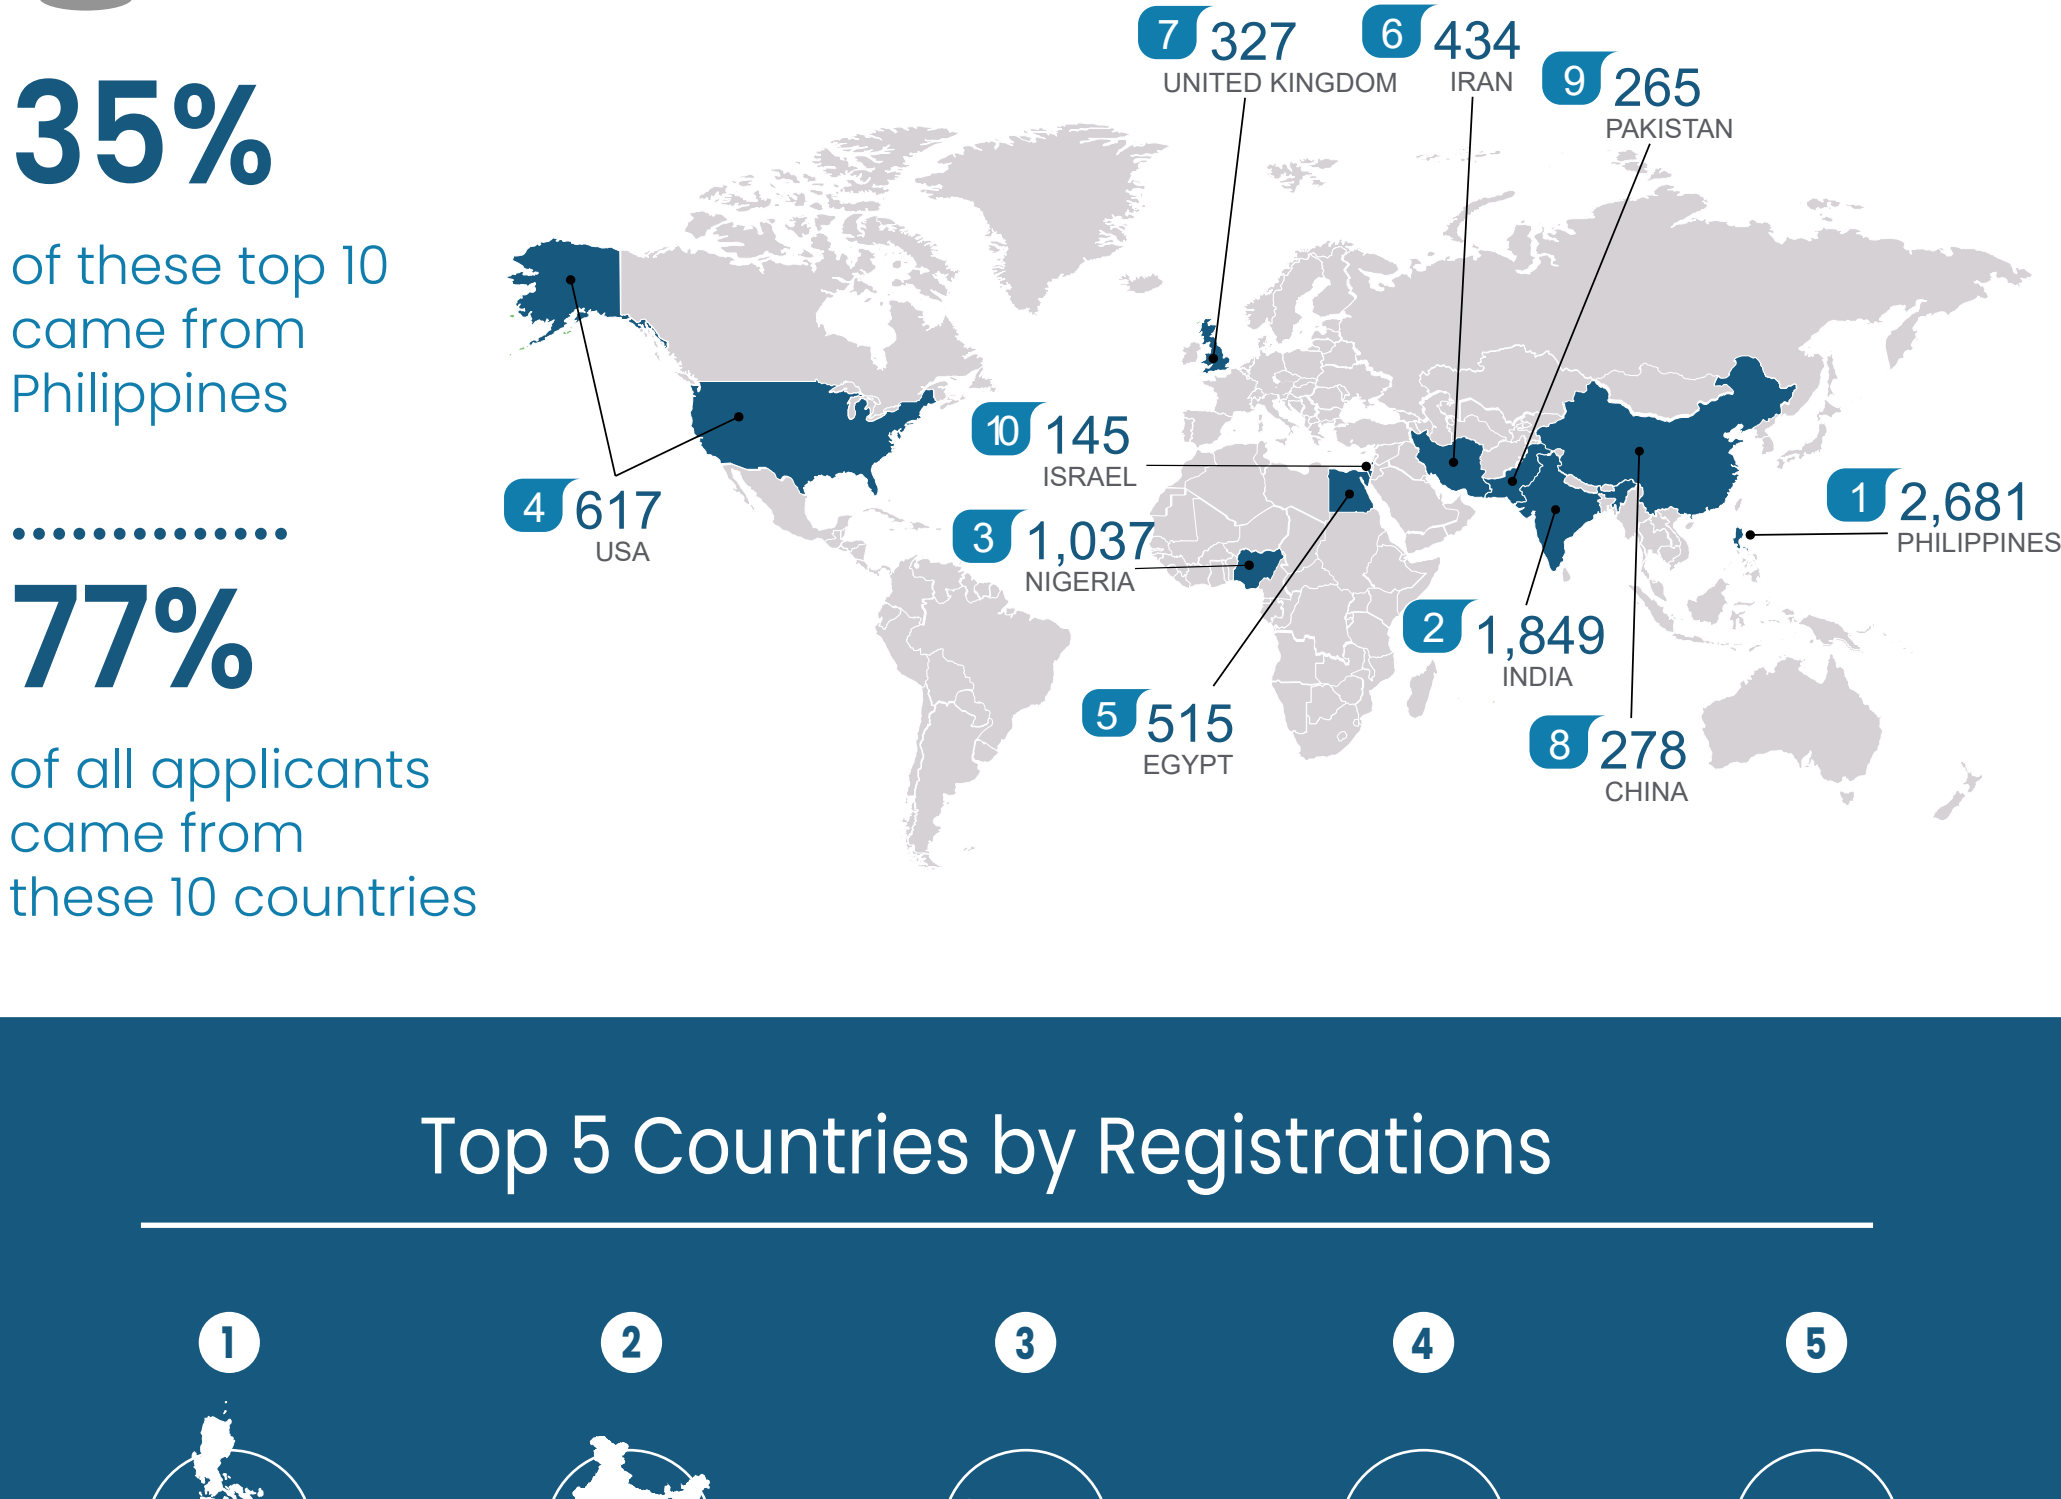 35%
of these top 10
came from
Philippines
77%
of all applicants
came from
these 10 countries
7 327
UNITED KINGDOM
6 434
IRAN
9 265
PAKISTAN
10 145
ISRAEL
4 617
USA
3 1,037
NIGERIA
1 2,681
PHILIPPINES
2 1,849
INDIA
5 515
EGYPT
8 278
CHINA
Top 5 Countries by Registrations
1 2 3 4 5